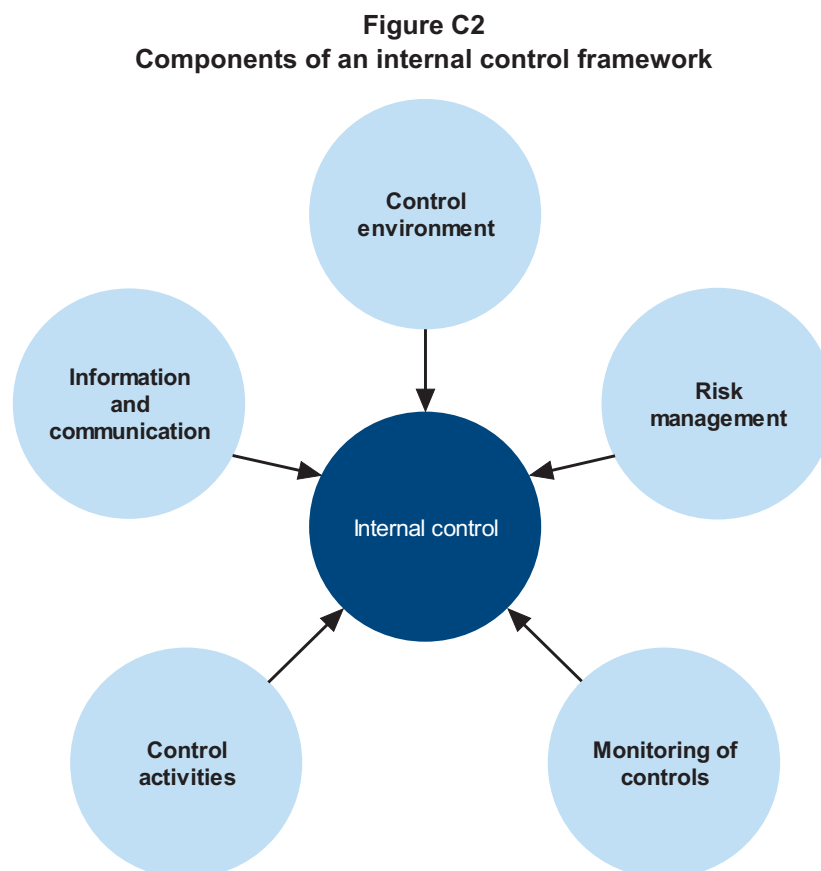 Figure C2
Components of an internal control framework
Control
environment
Information
and
communication
Risk
management
Internal control
Control
activities
Monitoring of
controls